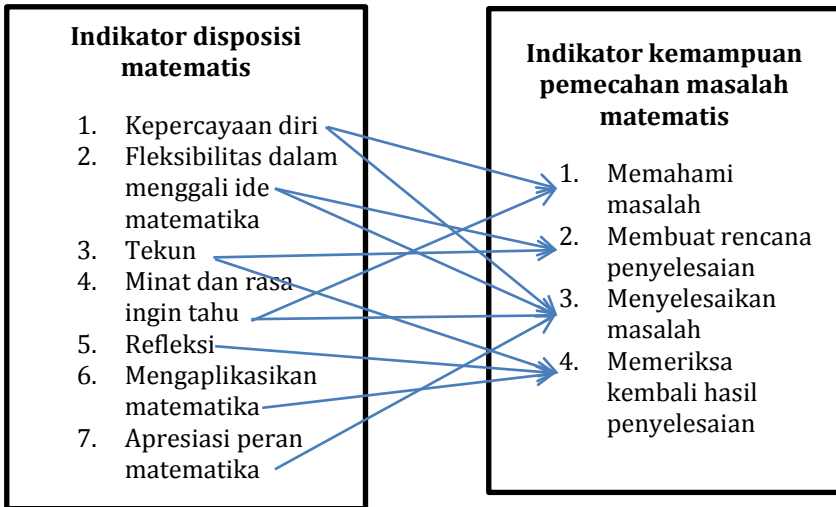 Indikator disposisi
matematis
1. Kepercayaan diri
2. Fleksibilitas dalam
menggali ide
matematika
3. Tekun
4. Minat dan rasa
ingin tahu
5. Refleksi
6. Mengaplikasikan
matematika
7. Apresiasi peran
matematika
Indikator kemampuan
pemecahan masalah
matematis
1. Memahami
masalah
2. Membuat rencana
penyelesaian
3. Menyelesaikan
masalah
4. Memeriksa
kembali hasil
penyelesaian